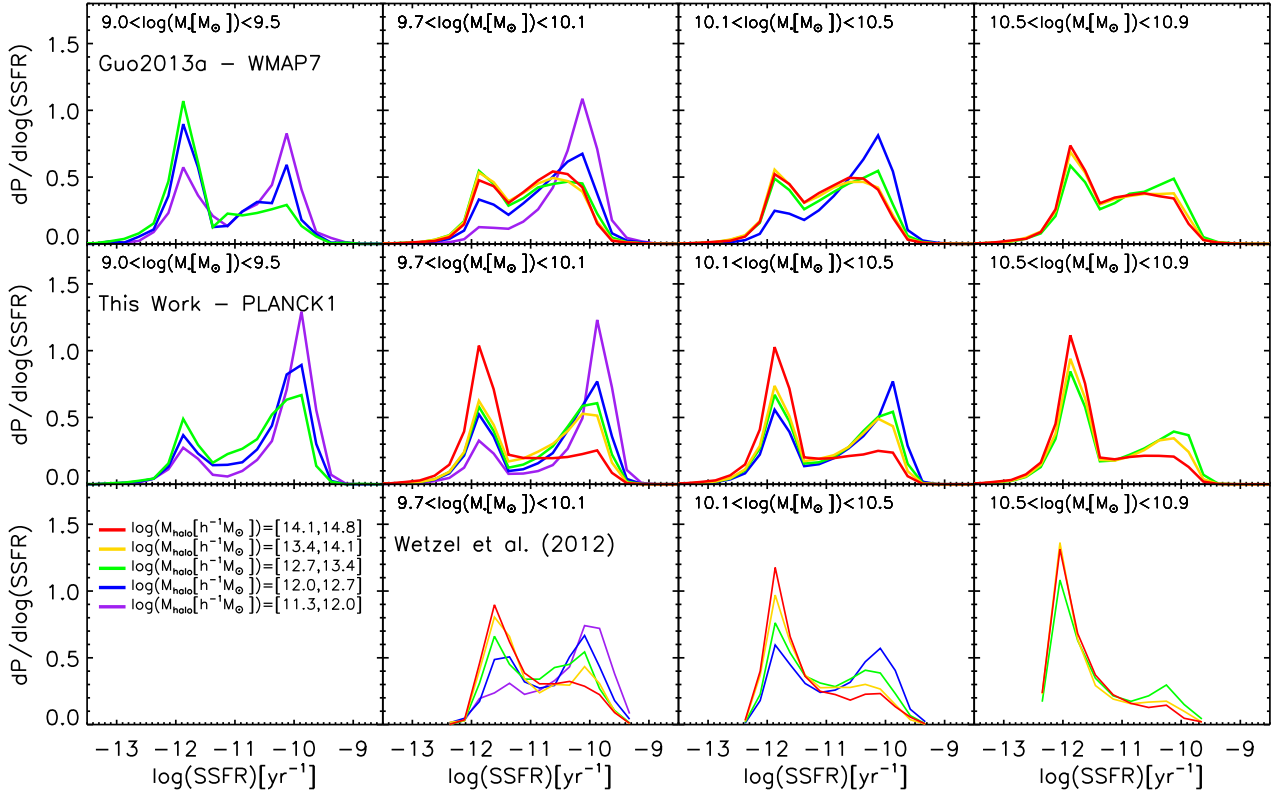 9.0<log(M*[M⊙])<9.5
9.7<log(M*[M⊙])<10.1
10.1<log(M*[M⊙])<10.5
10.5<log(M*[M⊙])<10.9
Guo2013a − WMAP7
dP/dlog(SSFR)
1.5
1.0
0.5
0.0
9.0<log(M*[M⊙])<9.5
9.7<log(M*[M⊙])<10.1
10.1<log(M*[M⊙])<10.5
10.5<log(M*[M⊙])<10.9
This Work − PLANCK1
dP/dlog(SSFR)
1.5
1.0
0.5
0.0
9.7<log(M*[M⊙])<10.1
10.1<log(M*[M⊙])<10.5
10.5<log(M*[M⊙])<10.9
Wetzel et al. (2012)
log(Mhalo[h−1M⊙])=[14.1,14.8]
log(Mhalo[h−1M⊙])=[13.4,14.1]
log(Mhalo[h−1M⊙])=[12.7,13.4]
log(Mhalo[h−1M⊙])=[12.0,12.7]
log(Mhalo[h−1M⊙])=[11.3,12.0]
dP/dlog(SSFR)
1.5
1.0
0.5
0.0
−13 −12 −11 −10 −9
−13 −12 −11 −10 −9
−13 −12 −11 −10 −9
−13 −12 −11 −10 −9
log(SSFR)[yr−1]
log(SSFR)[yr−1]
log(SSFR)[yr−1]
log(SSFR)[yr−1]